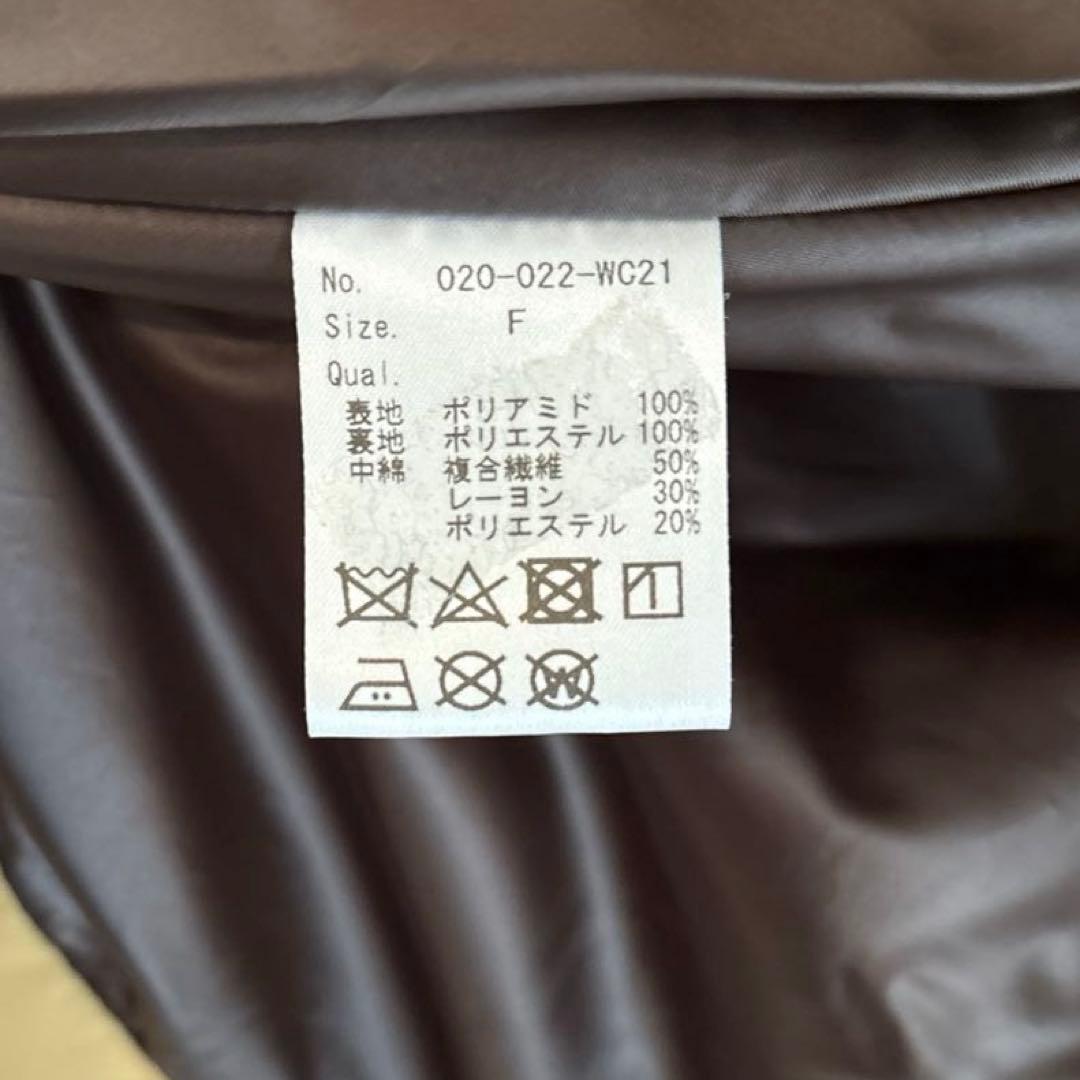 No. 020-022-WC21
Size. F
Qual.
表地 ポリアミド 100%
裏地 ポリエステル 100%
中綿 複合繊維 50%
レーヨン 30%
ポリエステル 20%
W